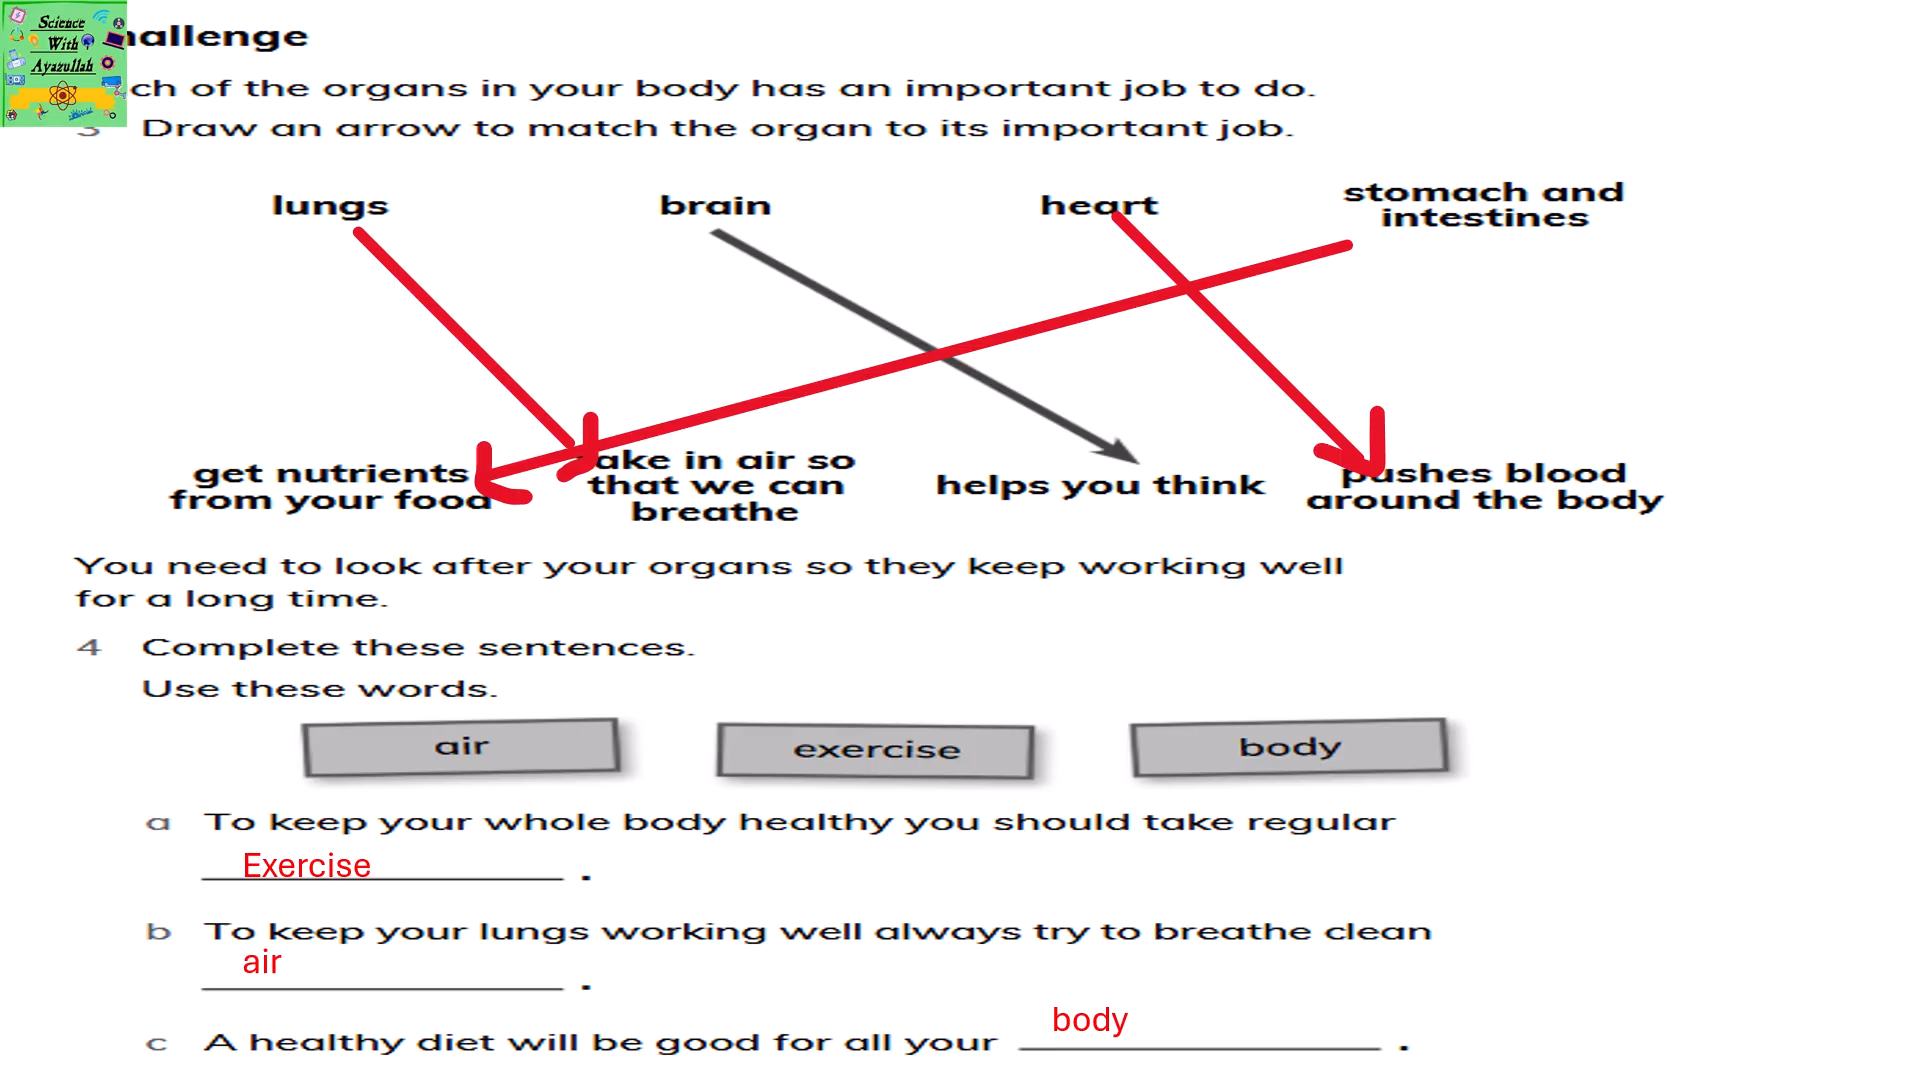 Science
With
Ayazullah
hallenge
ch of the organs in your body has an important job to do.
3 Draw an arrow to match the organ to its important job.
lungs brain heart stomach and
intestines
get nutrients
from your food
ake in air so
that we can
breathe
helps you think
pushes blood
around the body
You need to look after your organs so they keep working well
for a long time.
4 Complete these sentences.
Use these words.
air exercise body
a To keep your whole body healthy you should take regular
Exercise .
b To keep your lungs working well always try to breathe clean
air .
c A healthy diet will be good for all your body .